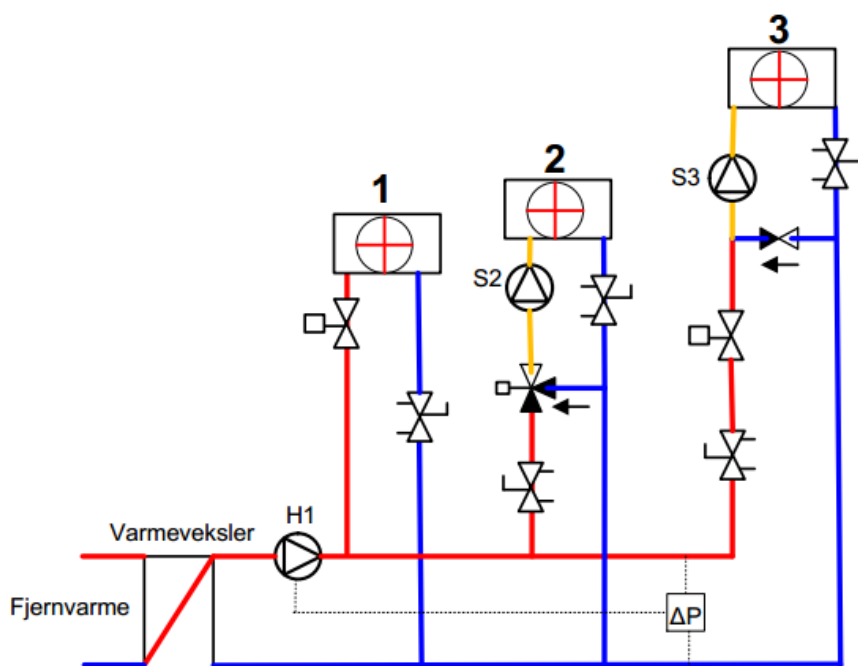 3
2
1
S3
S2
H1
Varmeveksler
Fjernvarme
ΔP